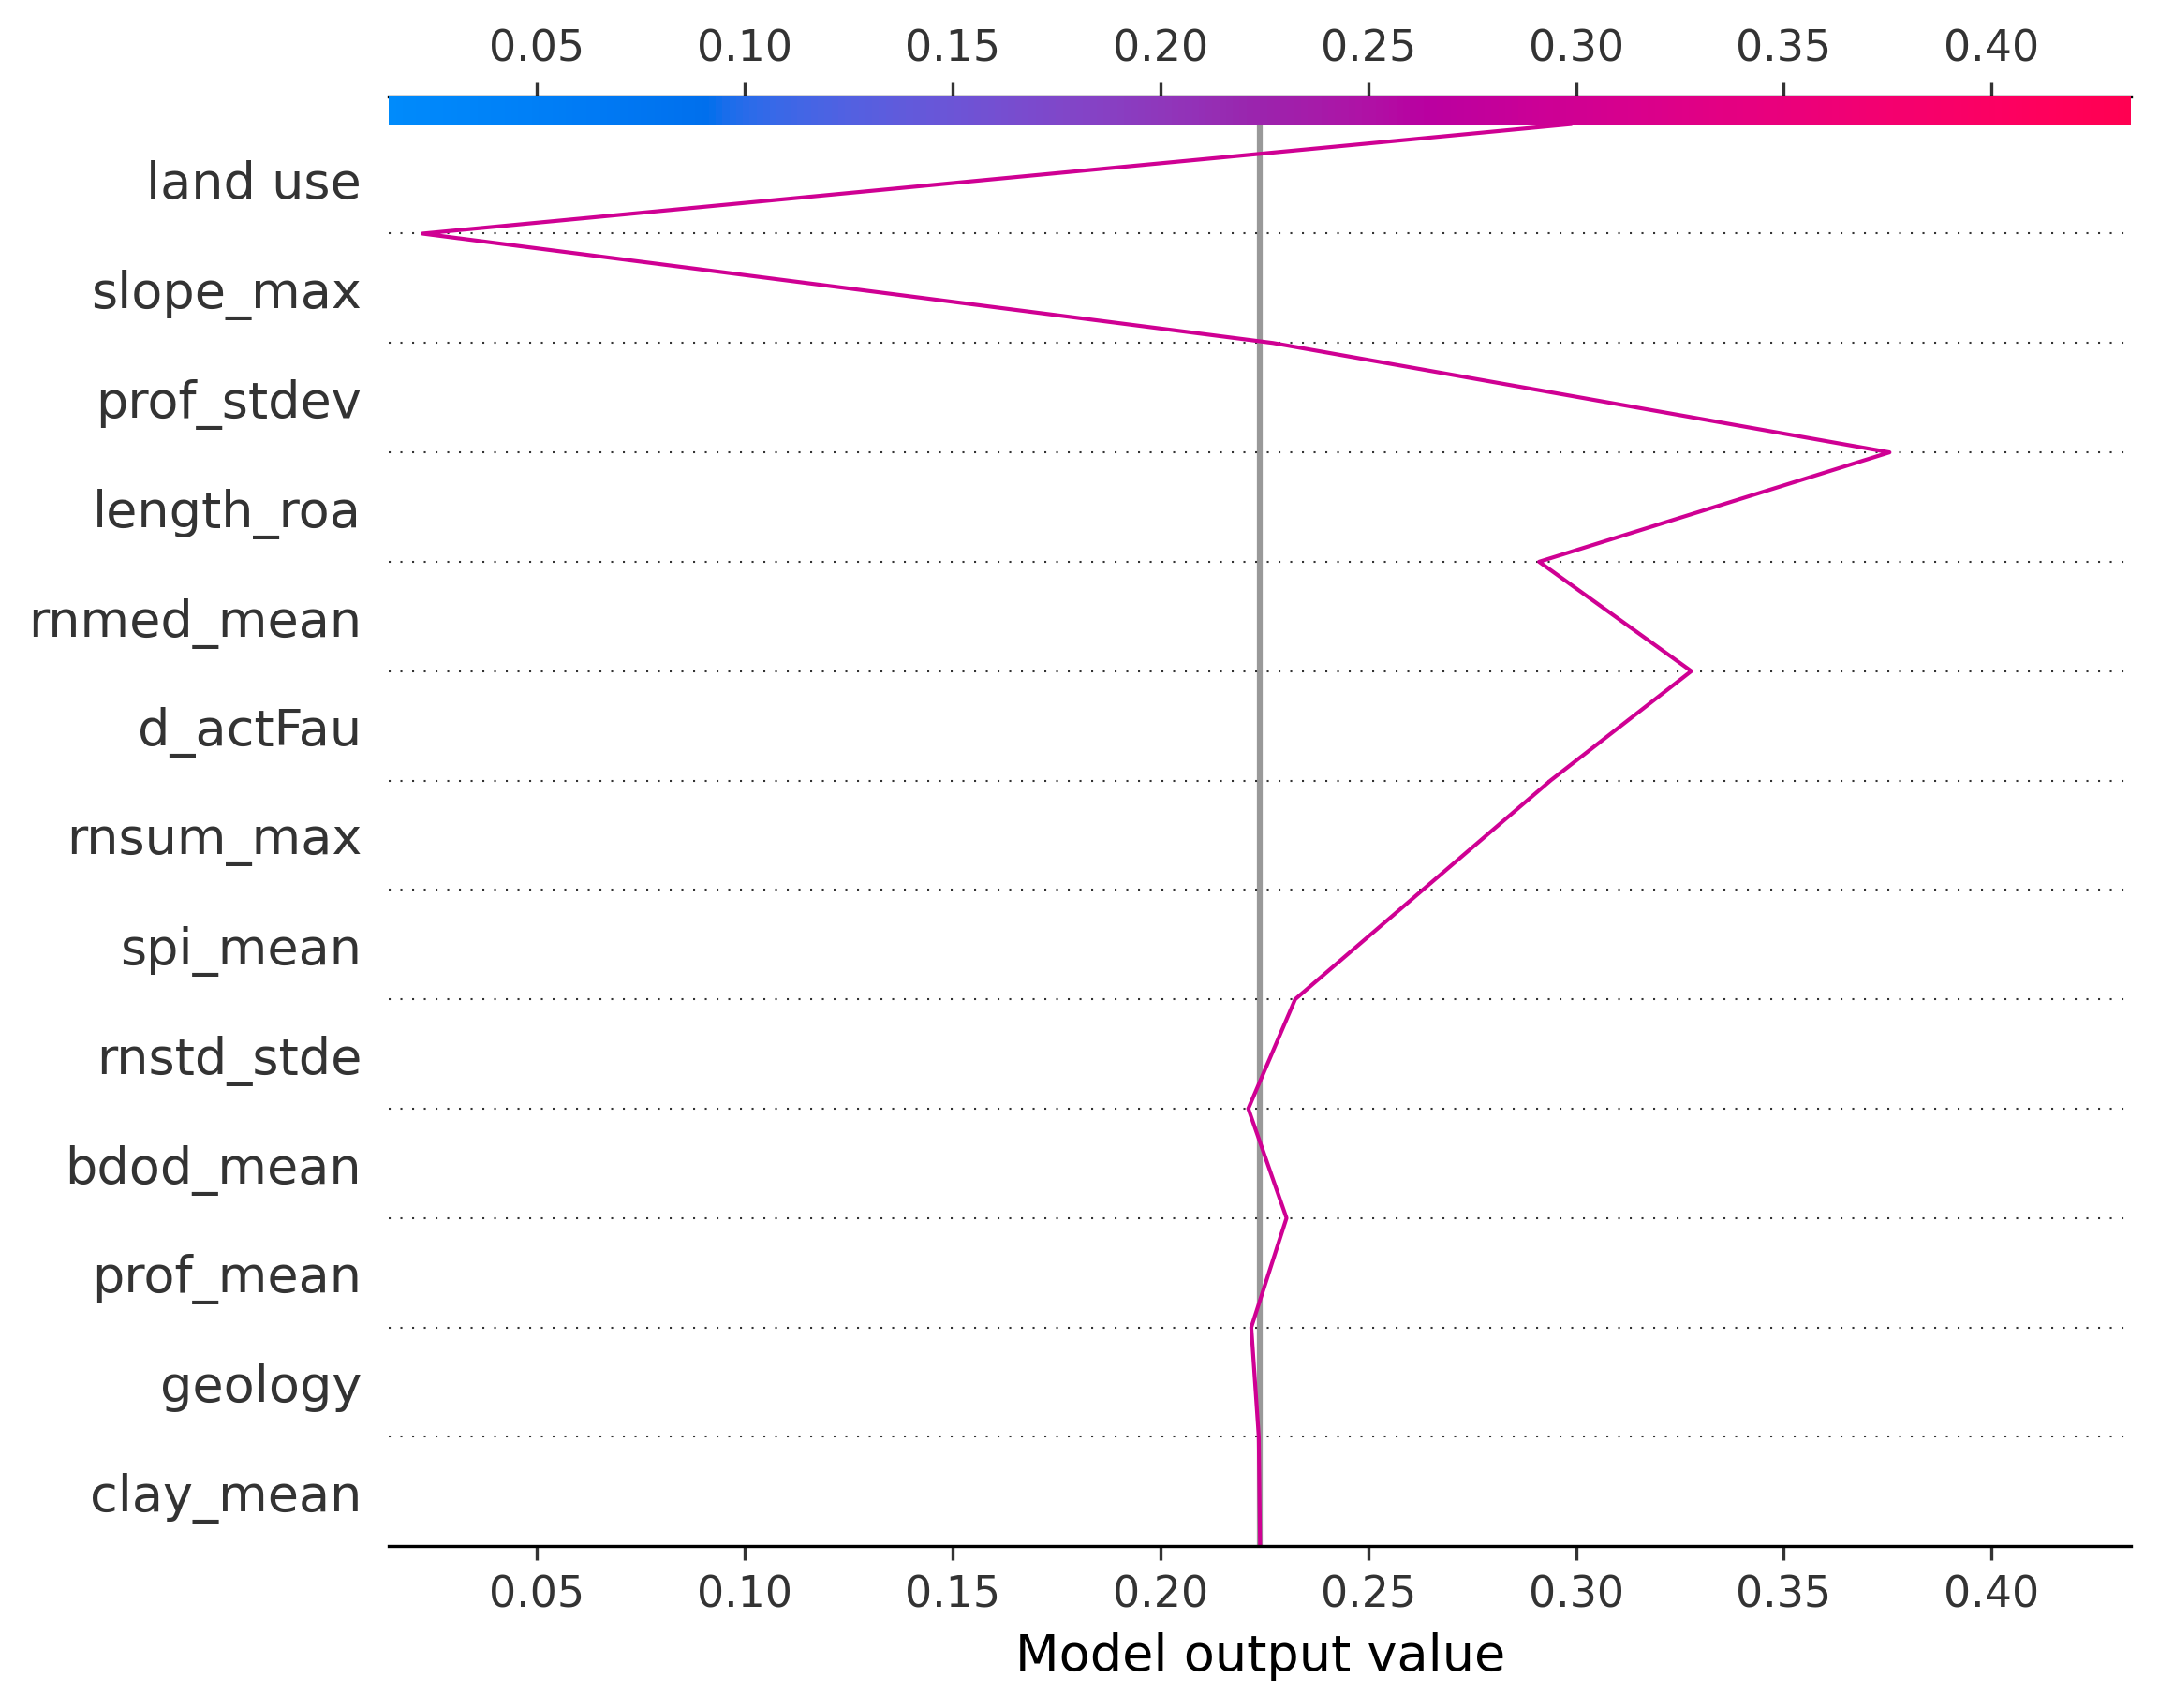 0.05 0.10 0.15 0.20 0.25 0.30 0.35 0.40
land use
slope_max
prof_stdev
length_roa
rnmed_mean
d_actFau
rnsum_max
spi_mean
rnstd_stde
bdod_mean
prof_mean
geology
clay_mean
0.05 0.10 0.15 0.20 0.25 0.30 0.35 0.40
Model output value